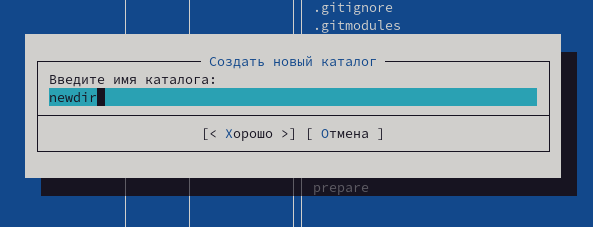 .gitignore
.gitmodules
Создать новый каталог
Введите имя каталога:
newdir
[< Хорошо >] [ Отмена ]
prepare